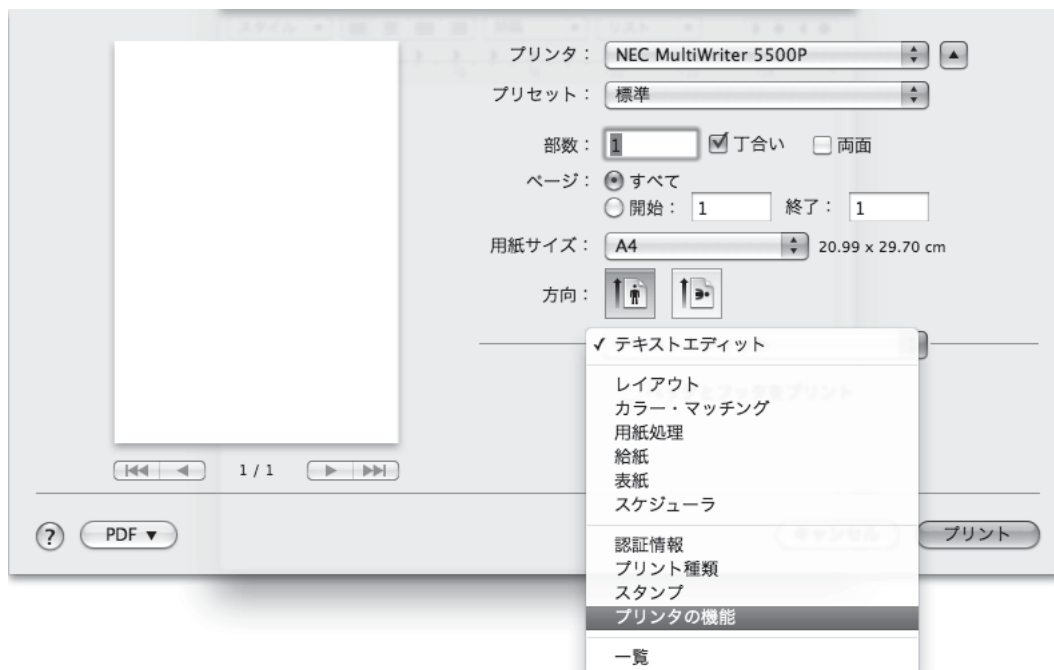 プリンタ： NEC MultiWriter 5500P
プリセット： 標準
部数： 1 丁合い 両面
ページ： すべて
開始： 1 終了： 1
用紙サイズ： A4 20.99 x 29.70 cm
方向：
✓ テキストエディット
レイアウト
カラー・マッチング
用紙処理
給紙
表紙
スケジューラ
認証情報
プリント種類
スタンプ
プリンタの機能
一覧
1 / 1
? PDF ▼ キャンセル プリント